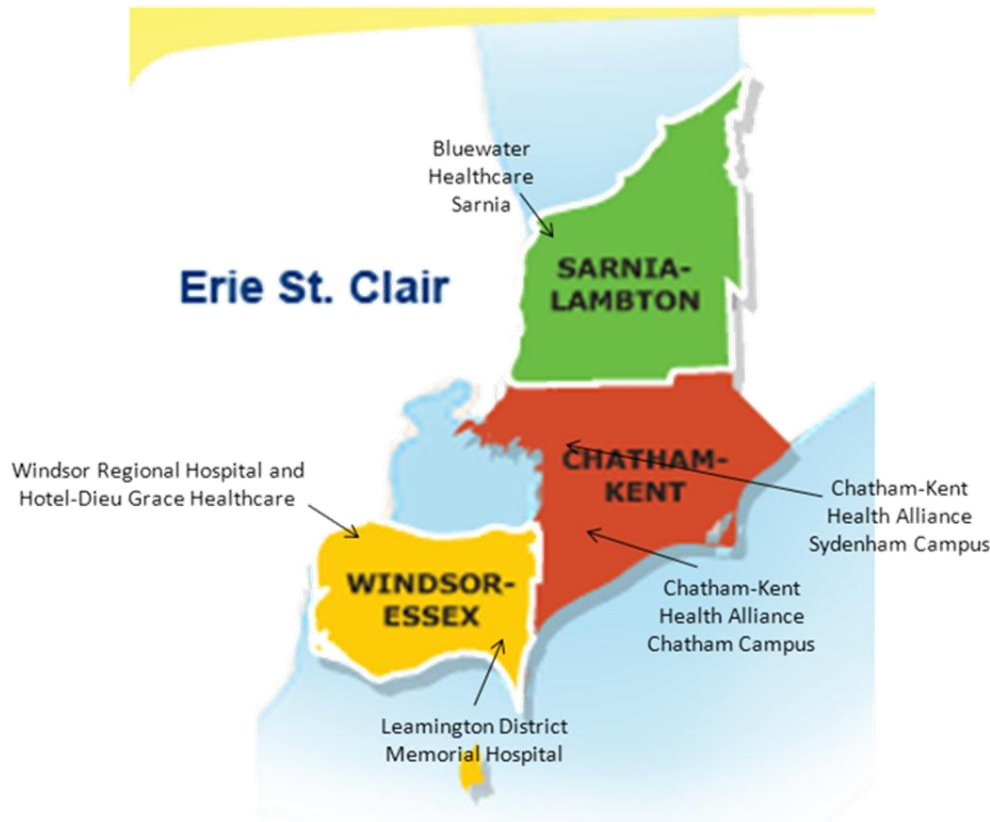 Bluewater
Healthcare
Sarnia
Erie St. Clair
SARNIA-
LAMBTON
Windsor Regional Hospital and
Hotel-Dieu Grace Healthcare
CHATHAM-
KENT
Chatham-Kent
Health Alliance
Sydenham Campus
WINDSOR-
ESSEX
Chatham-Kent
Health Alliance
Chatham Campus
Leamington District
Memorial Hospital